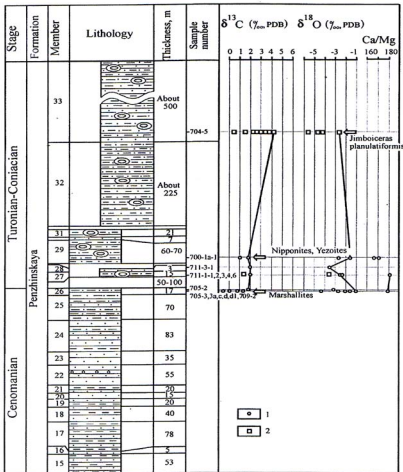 Stage
Formation
Member
Lithology
Thickness, m
Sample number
δ¹³C (‰, PDB) δ¹⁸O (‰, PDB)
Ca/Mg
0 1 2 3 4 5
-5 -3 -1
160 180
Turonian-Coniacian
Cenomanian
Penzhinskaya
33 About 500
704-5
Jimboiceras planulatiforms
32 About 225
31 21
7
29 60-70
700-1a-1
Nipponites, Yezoites
28 3
711-3-1
27 15
711-1-1,2,3,4,6
50-100
26 17
705-2
705-3,3a,c,d,d1,709-2
Marshallites
25 70
24 83
23 35
22 55
21 20
20 15
19 20
18 40
17 78
16 5
15 53
1
2